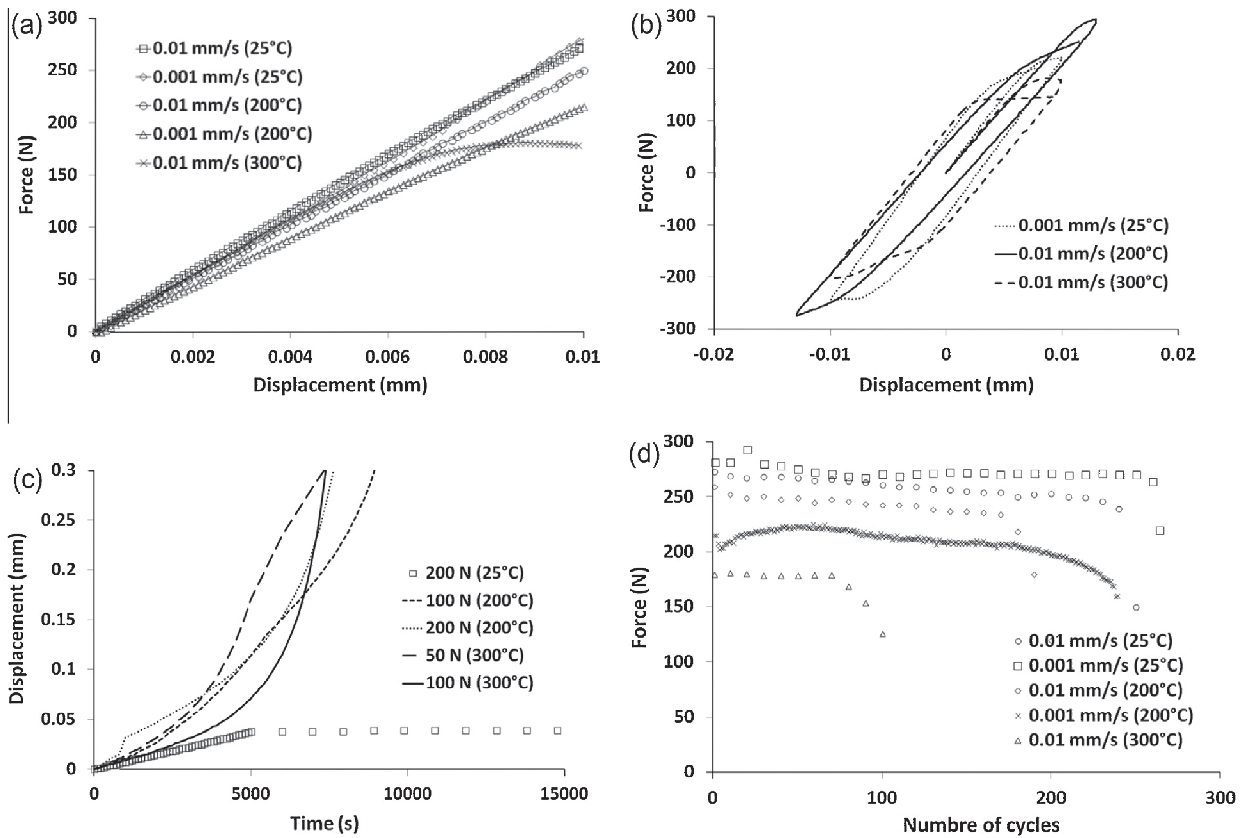 (a)
300
250
200
150
100
50
0
Force (N)
0.01 mm/s (25°C)
0.001 mm/s (25°C)
0.01 mm/s (200°C)
0.001 mm/s (200°C)
0.01 mm/s (300°C)
0 0.002 0.004 0.006 0.008 0.01
Displacement (mm)
(b)
300
200
100
0
-100
-200
-300
Force (N)
0.001 mm/s (25°C)
0.01 mm/s (200°C)
0.01 mm/s (300°C)
-0.02 -0.01 0 0.01 0.02
Displacement (mm)
(c)
0.3
0.25
0.2
0.15
0.1
0.05
0
Displacement (mm)
200 N (25°C)
100 N (200°C)
200 N (200°C)
50 N (300°C)
100 N (300°C)
0 5000 10000 15000
Time (s)
(d)
300
250
200
150
100
50
0
Force (N)
0.01 mm/s (25°C)
0.001 mm/s (25°C)
0.01 mm/s (200°C)
0.001 mm/s (200°C)
0.01 mm/s (300°C)
0 100 200 300
Numbre of cycles